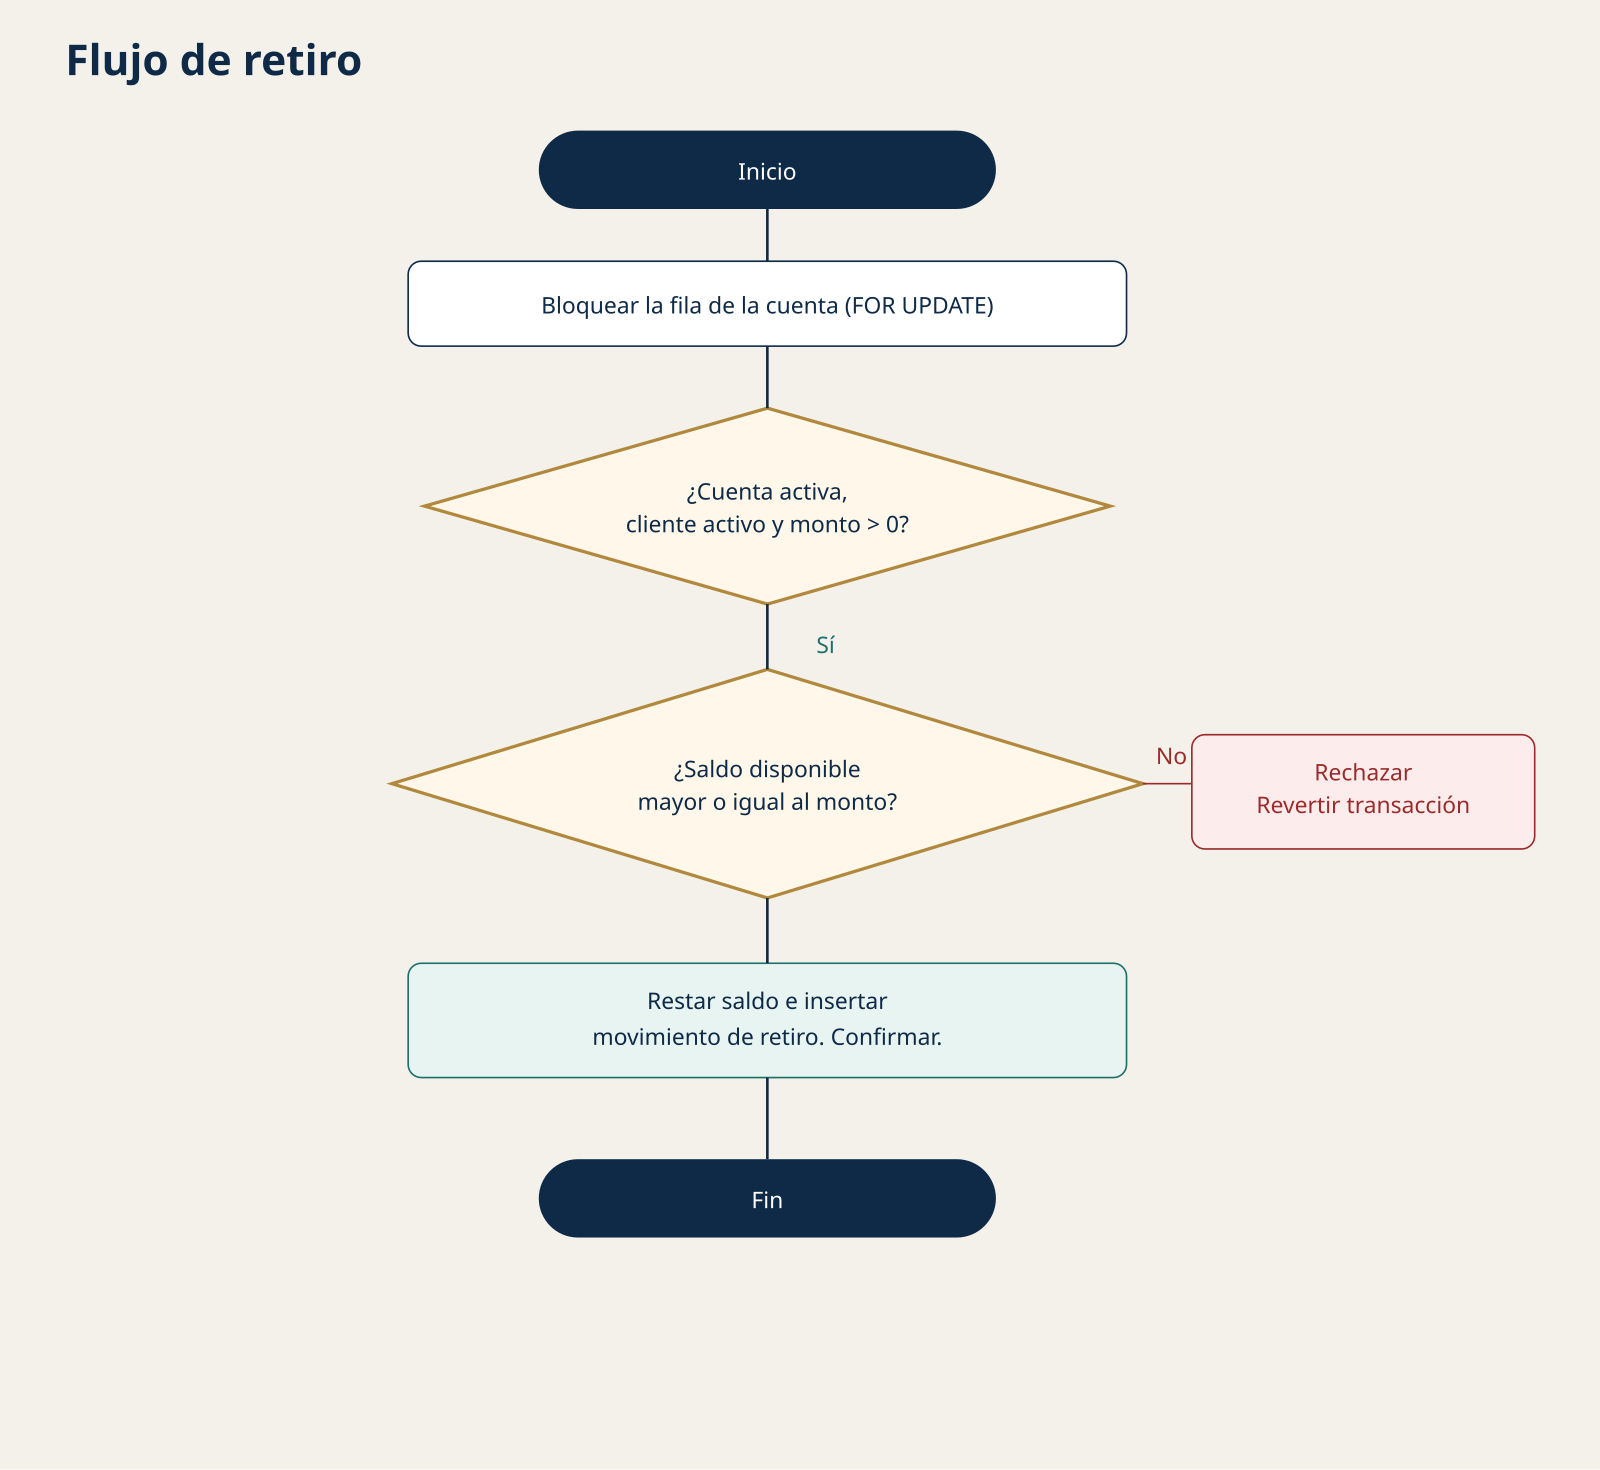 Flujo de retiro
Inicio
Bloquear la fila de la cuenta (FOR UPDATE)
¿Cuenta activa,
cliente activo y monto > 0?
Sí
¿Saldo disponible
mayor o igual al monto?
No
Rechazar
Revertir transacción
Restar saldo e insertar
movimiento de retiro. Confirmar.
Fin